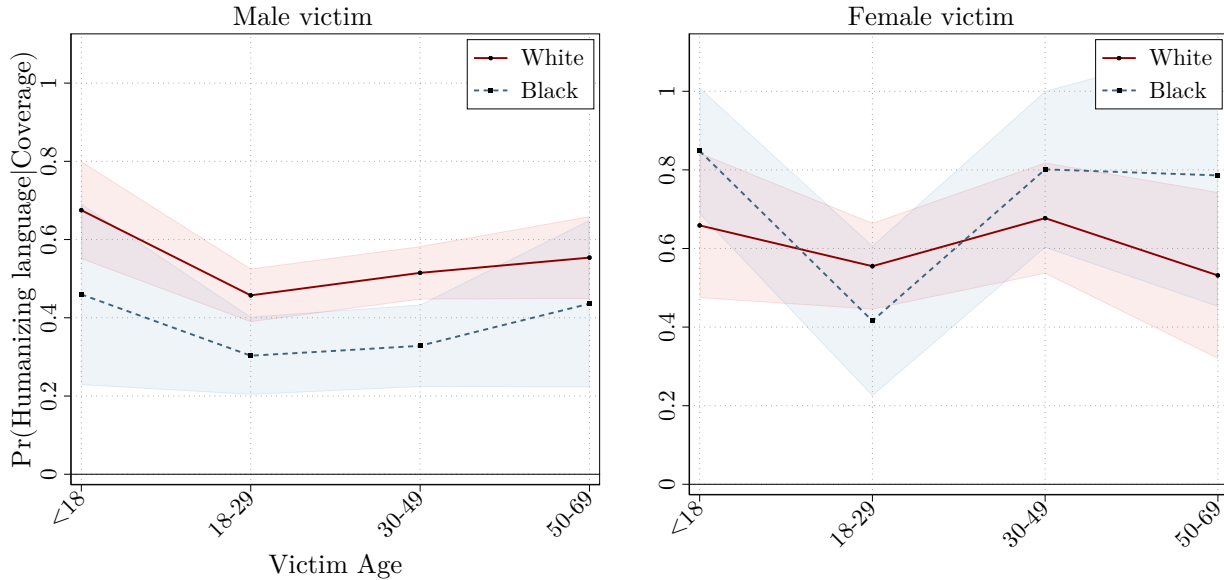 Male victim
Pr(Humanizing language|Coverage)
1
0.8
0.6
0.4
0.2
0
White
Black
<18
18-29
30-49
50-69
Victim Age
Female victim
1
0.8
0.6
0.4
0.2
0
White
Black
<18
18-29
30-49
50-69